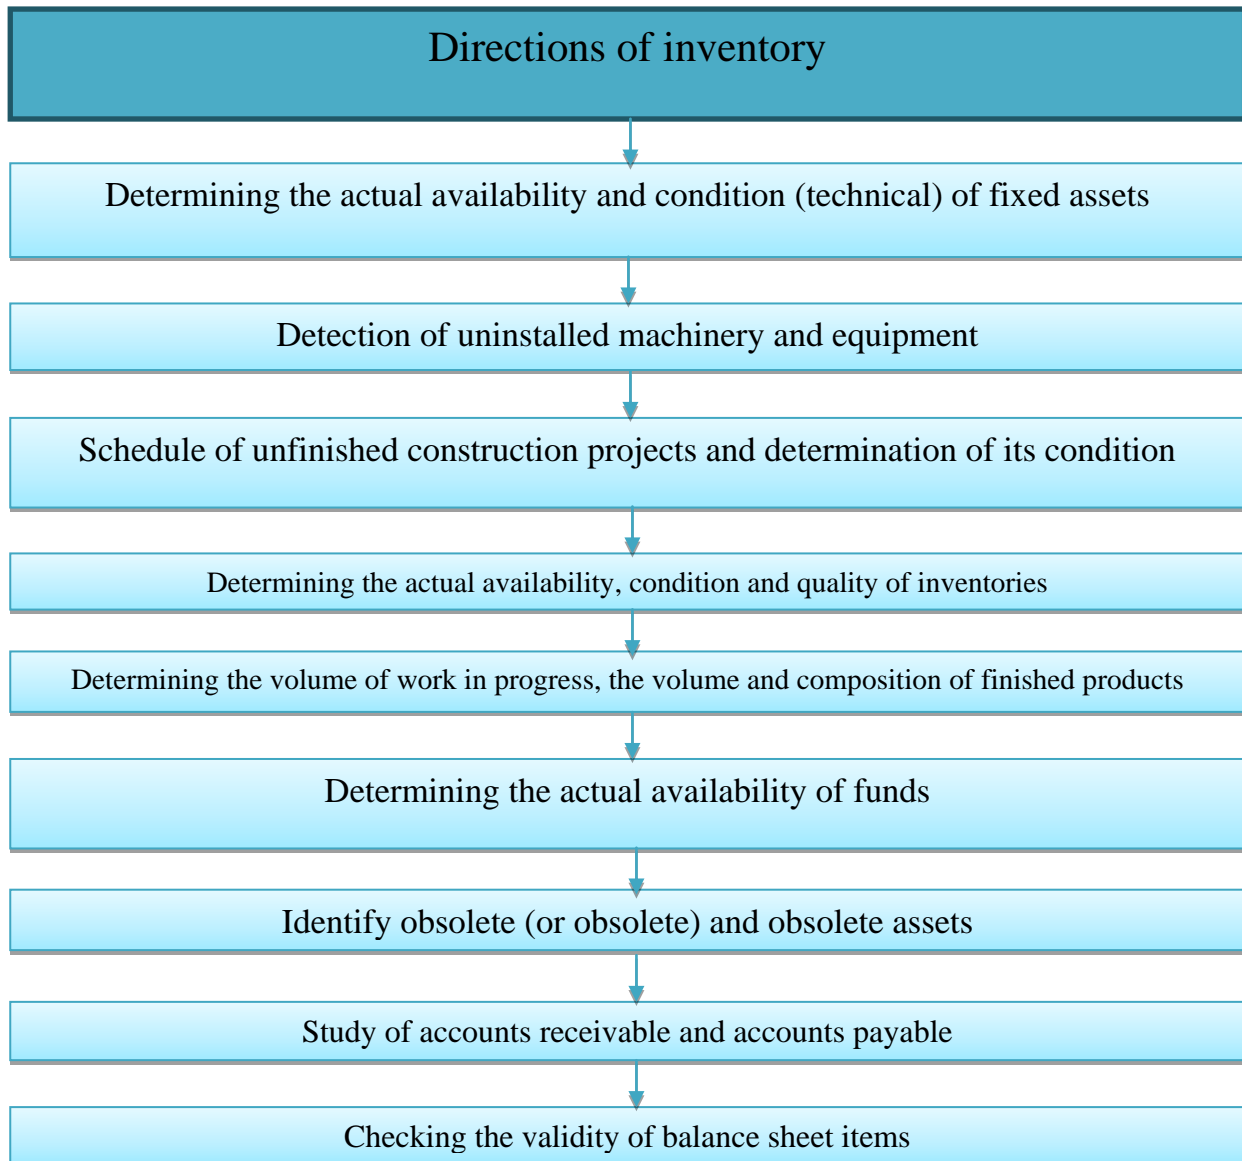 Directions of inventory
Determining the actual availability and condition (technical) of fixed assets
Detection of uninstalled machinery and equipment
Schedule of unfinished construction projects and determination of its condition
Determining the actual availability, condition and quality of inventories
Determining the volume of work in progress, the volume and composition of finished products
Determining the actual availability of funds
Identify obsolete (or obsolete) and obsolete assets
Study of accounts receivable and accounts payable
Checking the validity of balance sheet items